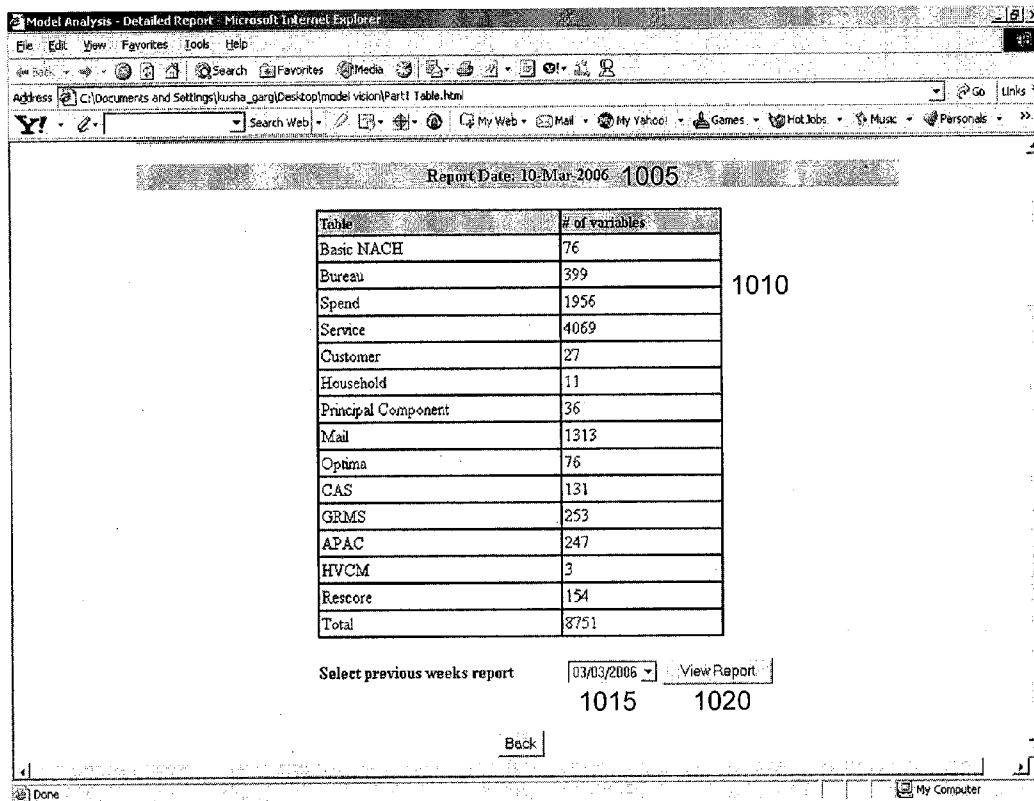 Model Analysis - Detailed Report - Microsoft Internet Explorer
File Edit View Favorites Tools Help
Back Search Favorites Media
Address C:\Documents and Settings\kusha_garg\Desktop\model vision\Part1 Table.html Go Links
Y! Search Web My Web Mail My Yahoo! Games HotJobs Music Personals »
Report Date: 10-Mar-2006 1005
Table # of variables
Basic NACH 76
Bureau 399
1010
Spend 1956
Service 4069
Customer 27
Household 11
Principal Component 36
Mail 1313
Optima 76
CAS 131
GRMS 253
APAC 247
HVCM 3
Rescore 154
Total 8751
Select previous weeks report 03/03/2006 View Report
1015 1020
Back
Done My Computer